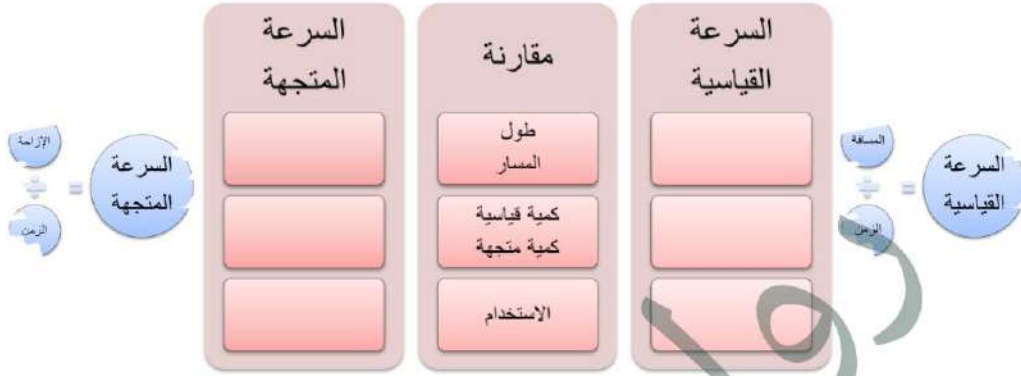 السرعة
القياسية
المسافة
÷
الزمن
=
السرعة
القياسية
مقارنة
طول
المسار
كمية قياسية
كمية متجهة
الاستخدام
السرعة
المتجهة
السرعة
المتجهة
=
الإزاحة
÷
الزمن